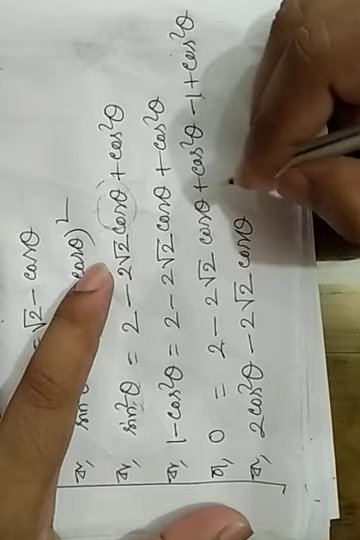 =√2 - cosθ
বা, sin cosθ)²
বা, sin²θ = 2 - 2√2 cosθ + cos²θ
বা, 1 - cos²θ = 2 - 2√2 cosθ + cos²θ
বা, 0 = 2 - 2√2 cosθ + cos²θ - 1 + cos²θ
বা, 2cos²θ - 2√2 cosθ